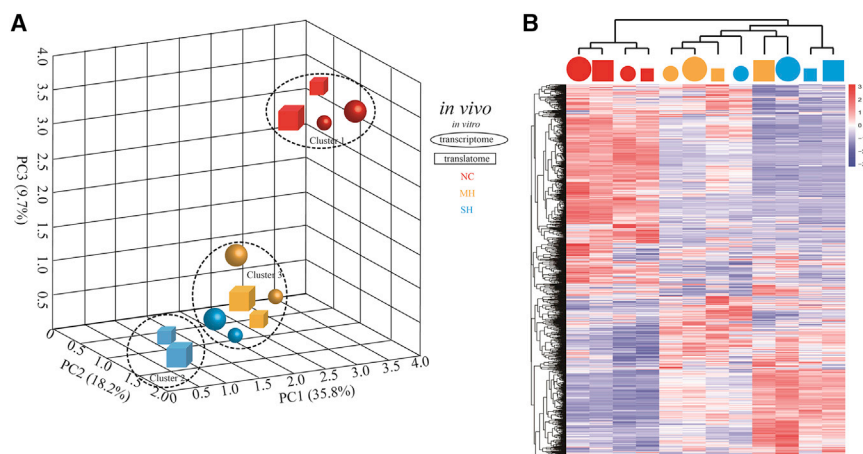 A
B
4.0
3.5
3.0
2.5
2.0
1.5
1.0
0.5
0
PC3 (9.7%)
0.5
1.0
1.5
2.0
PC2 (18.2%)
0
0.5
1.0
1.5
2.0
2.5
3.0
3.5
4.0
PC1 (35.8%)
Cluster 1
Cluster
Cluster
in vivo
in vitro
transcriptome
translatome
NC
MH
SH
3
2
1
0